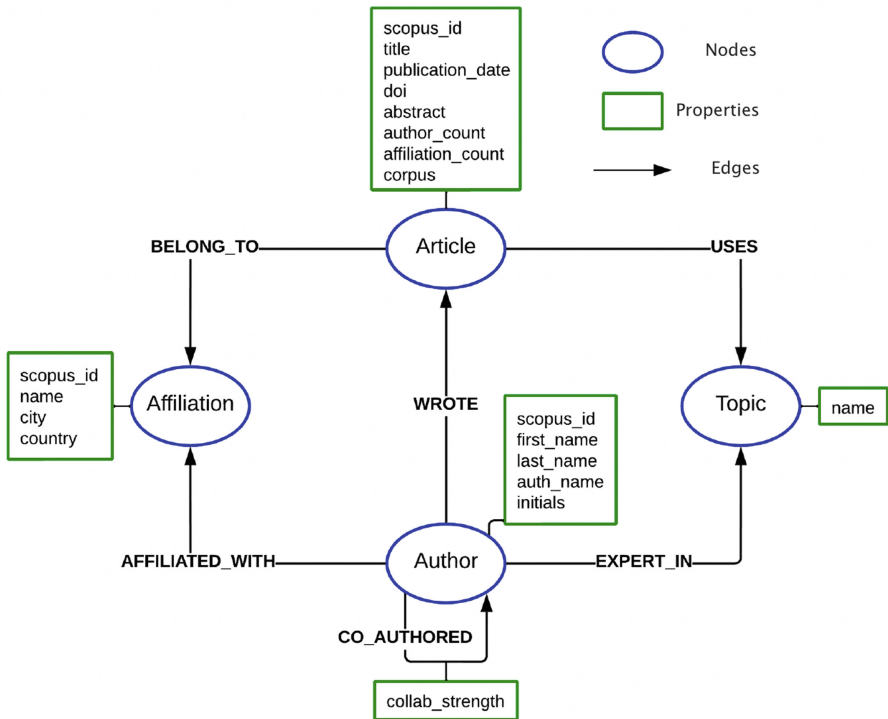 scopus_id
title
publication_date
doi
abstract
author_count
affiliation_count
corpus
Nodes
Properties
Edges
BELONG_TO
Article
USES
scopus_id
name
city
country
Affiliation
WROTE
Topic
name
scopus_id
first_name
last_name
auth_name
initials
AFFILIATED_WITH
Author
EXPERT_IN
CO_AUTHORED
collab_strength